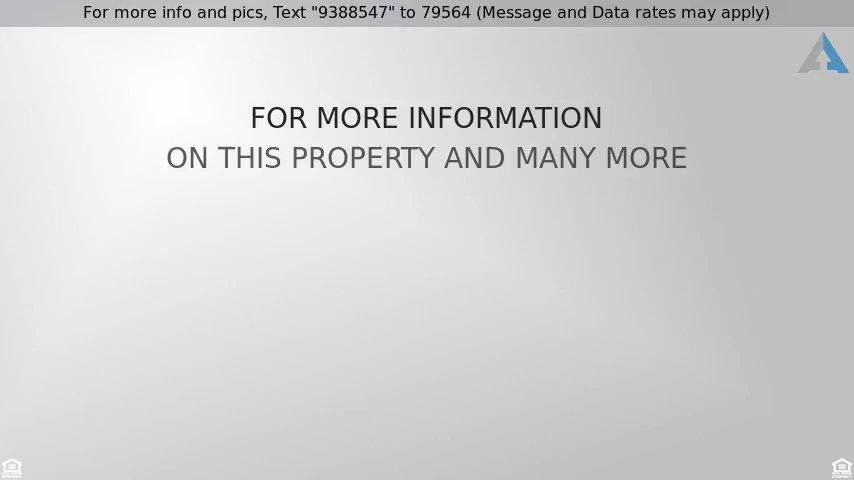 For more info and pics, Text "9388547" to 79564 (Message and Data rates may apply)
FOR MORE INFORMATION
ON THIS PROPERTY AND MANY MORE